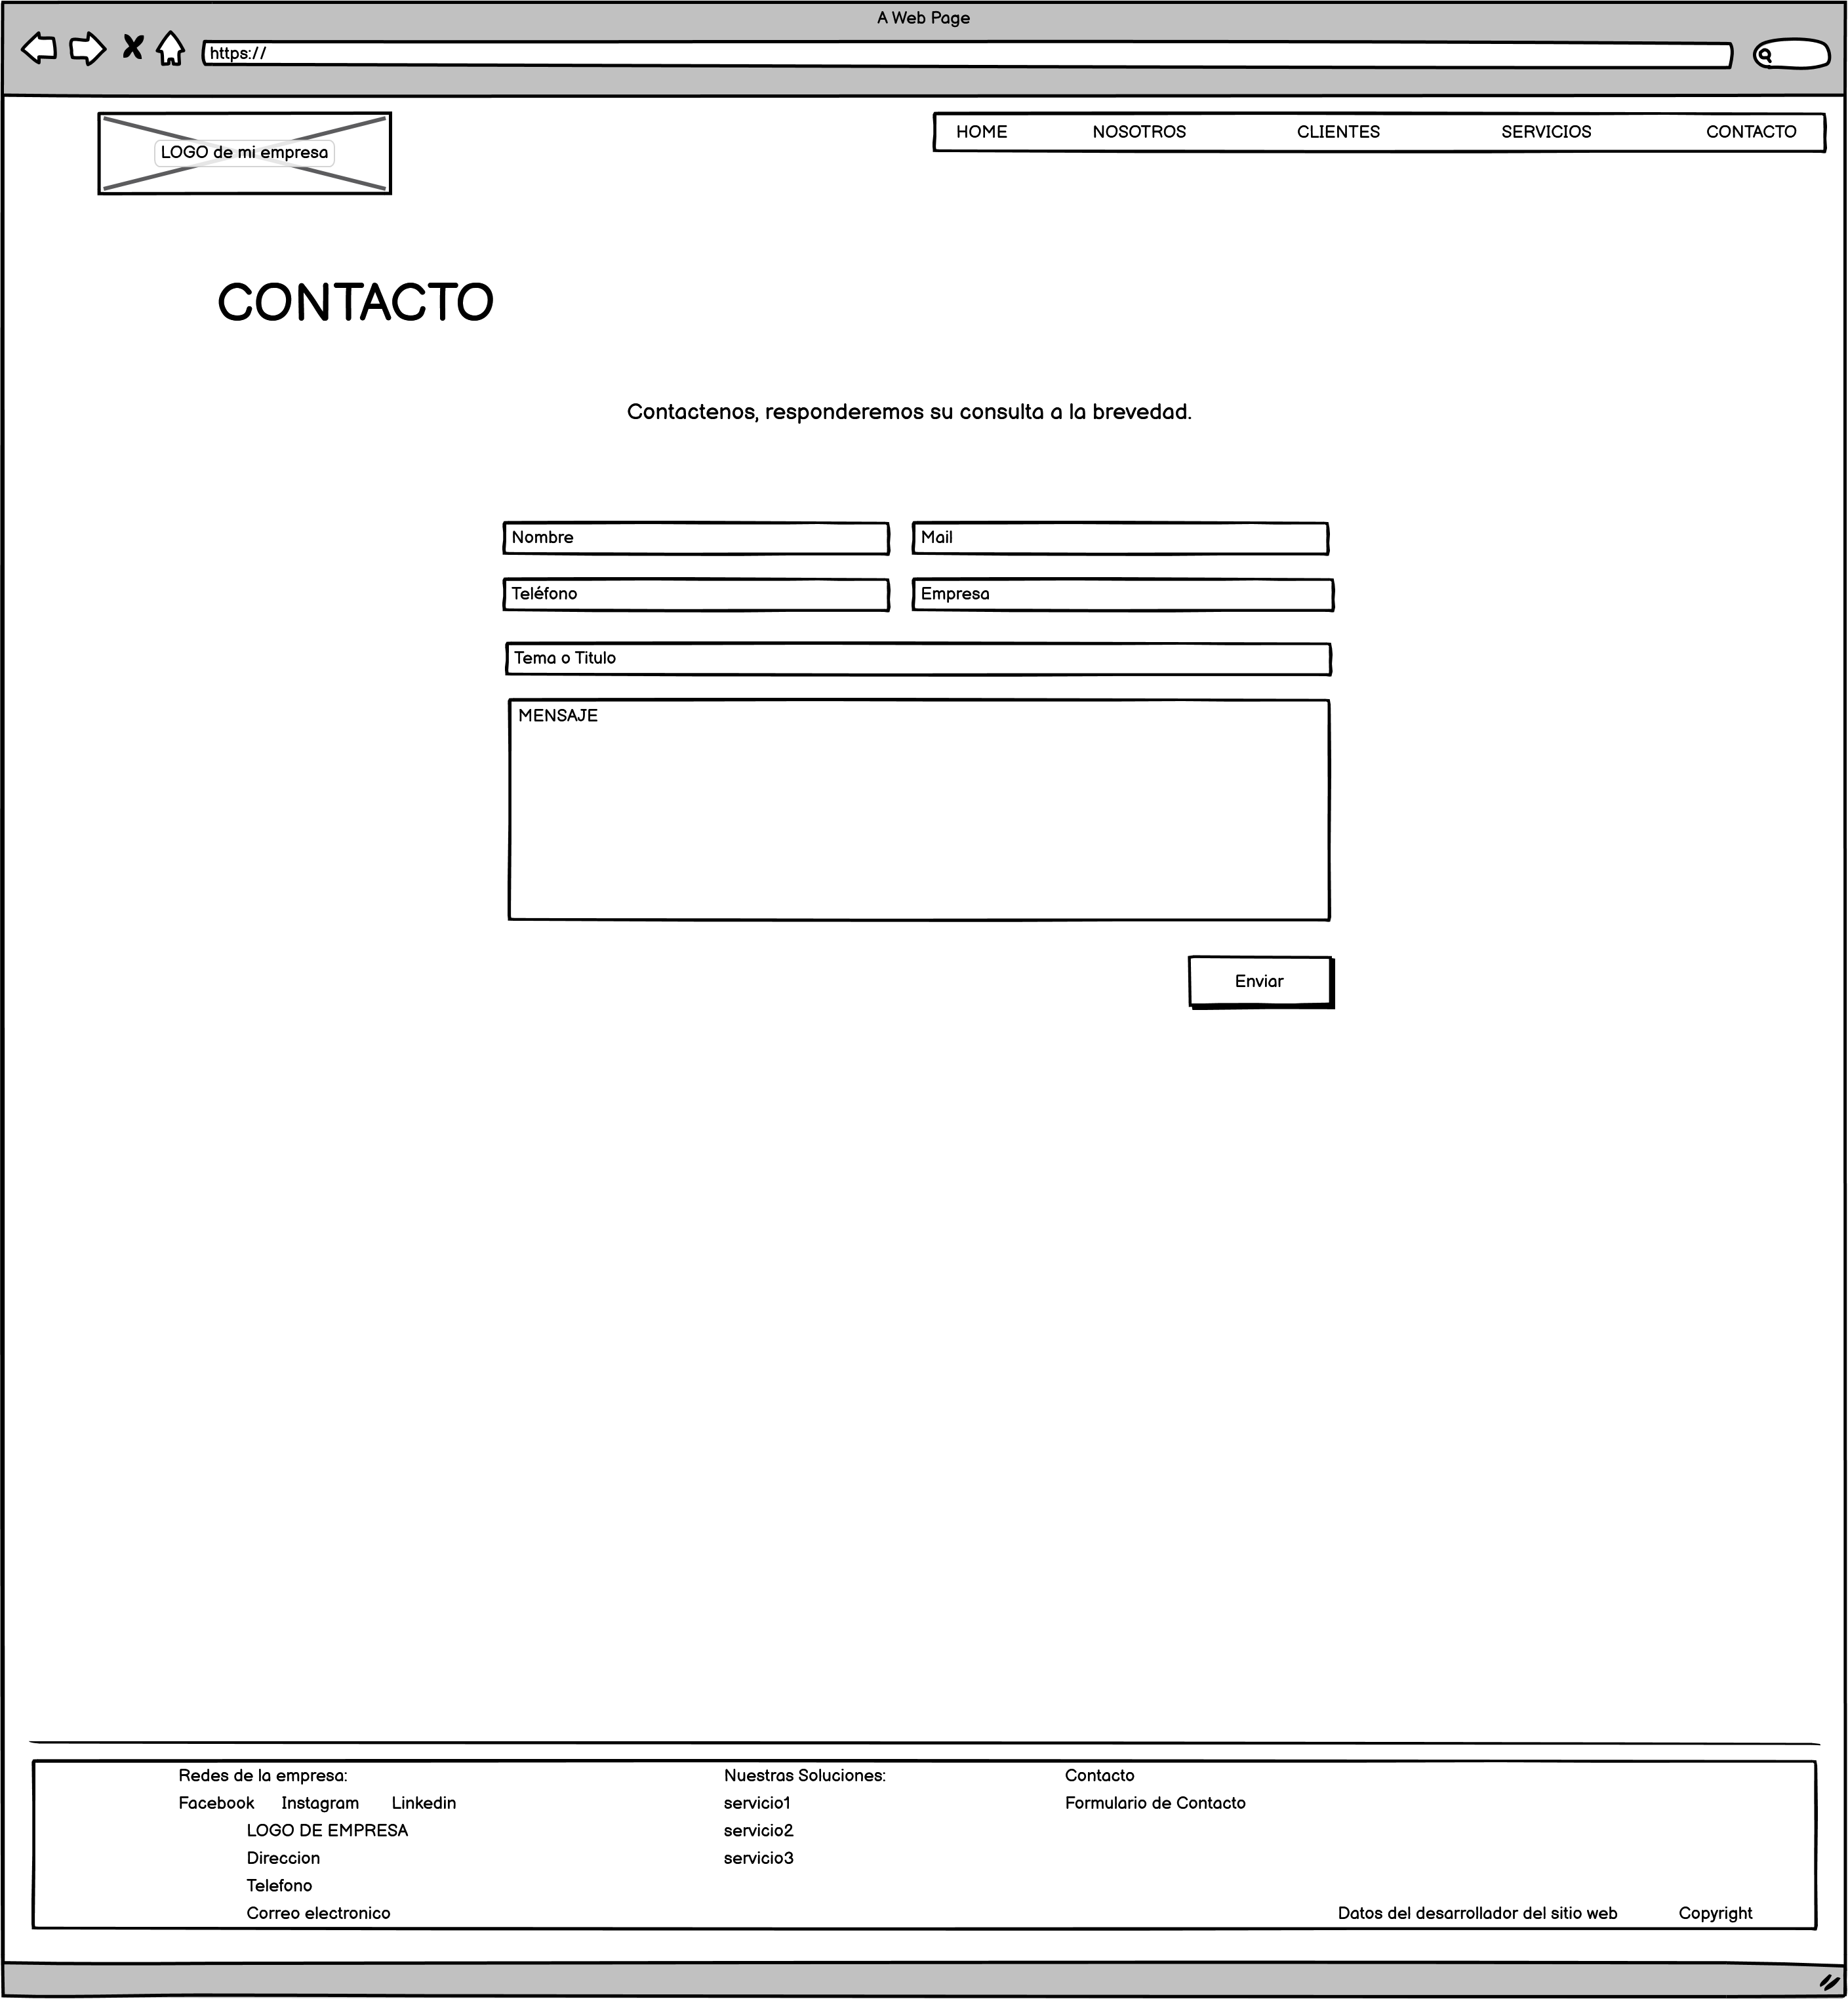 A Web Page
https://
LOGO de mi empresa
HOME NOSOTROS CLIENTES SERVICIOS CONTACTO
CONTACTO
Contactenos, responderemos su consulta a la brevedad.
Nombre Mail
Teléfono Empresa
Tema o Titulo
MENSAJE
Enviar
Redes de la empresa: Nuestras Soluciones: Contacto
Facebook Instagram Linkedin servicio1 Formulario de Contacto
LOGO DE EMPRESA servicio2
Direccion servicio3
Telefono
Correo electronico Datos del desarrollador del sitio web Copyright